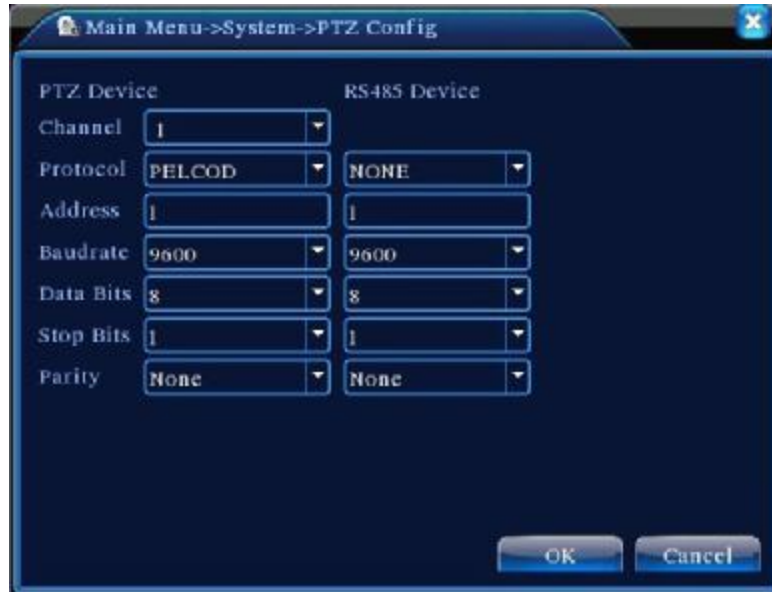 Main Menu->System->PTZ Config
PTZ Device RS485 Device
Channel 1
Protocol PELCOD NONE
Address 1 1
Baudrate 9600 9600
Data Bits 8 8
Stop Bits 1 1
Parity None None
OK Cancel